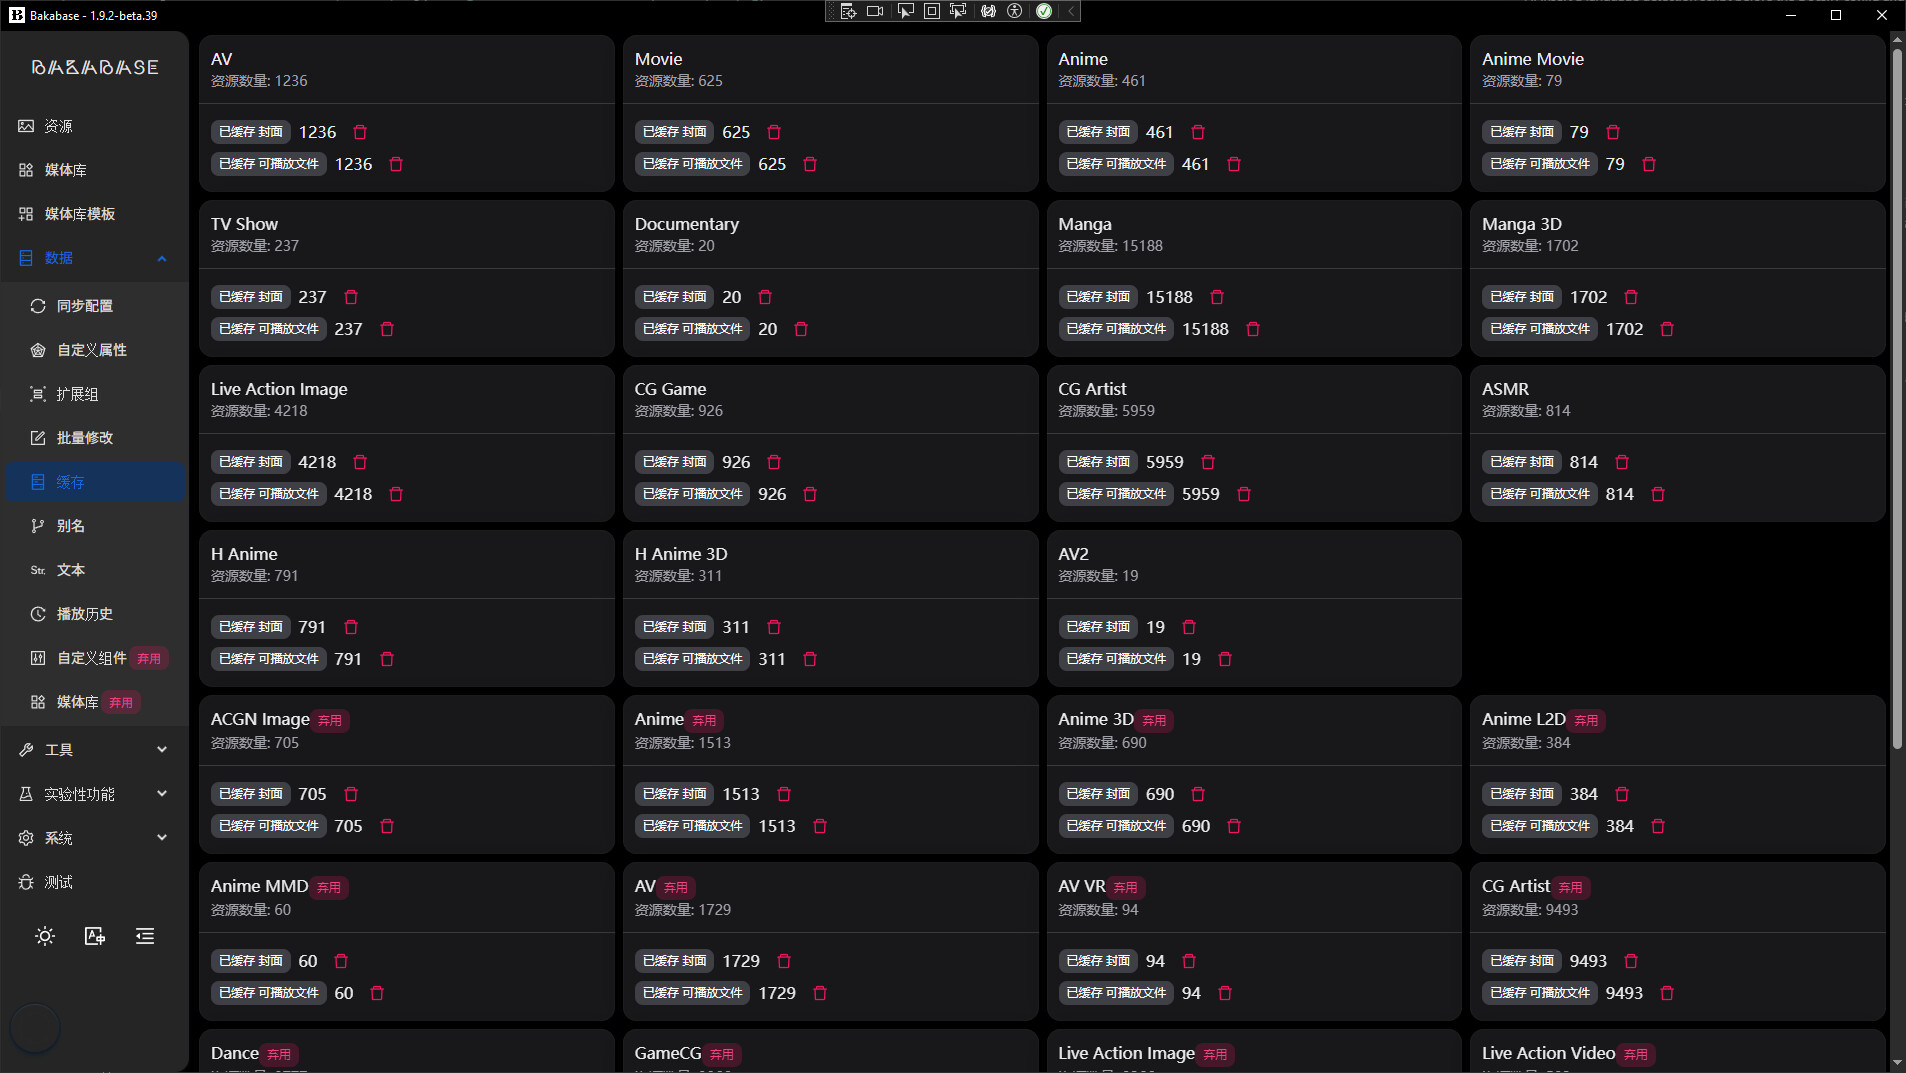 Bakabase - 1.9.2-beta.39
BAKABASE
资源
媒体库
媒体库模板
数据
同步配置
自定义属性
扩展组
批量修改
缓存
别名
Str. 文本
播放历史
自定义组件 弃用
媒体库 弃用
工具
实验性功能
系统
测试
AV
资源数量: 1236
已缓存 封面 1236
已缓存 可播放文件 1236
Movie
资源数量: 625
已缓存 封面 625
已缓存 可播放文件 625
Anime
资源数量: 461
已缓存 封面 461
已缓存 可播放文件 461
Anime Movie
资源数量: 79
已缓存 封面 79
已缓存 可播放文件 79
TV Show
资源数量: 237
已缓存 封面 237
已缓存 可播放文件 237
Documentary
资源数量: 20
已缓存 封面 20
已缓存 可播放文件 20
Manga
资源数量: 15188
已缓存 封面 15188
已缓存 可播放文件 15188
Manga 3D
资源数量: 1702
已缓存 封面 1702
已缓存 可播放文件 1702
Live Action Image
资源数量: 4218
已缓存 封面 4218
已缓存 可播放文件 4218
CG Game
资源数量: 926
已缓存 封面 926
已缓存 可播放文件 926
CG Artist
资源数量: 5959
已缓存 封面 5959
已缓存 可播放文件 5959
ASMR
资源数量: 814
已缓存 封面 814
已缓存 可播放文件 814
H Anime
资源数量: 791
已缓存 封面 791
已缓存 可播放文件 791
H Anime 3D
资源数量: 311
已缓存 封面 311
已缓存 可播放文件 311
AV2
资源数量: 19
已缓存 封面 19
已缓存 可播放文件 19
ACGN Image 弃用
资源数量: 705
已缓存 封面 705
已缓存 可播放文件 705
Anime 弃用
资源数量: 1513
已缓存 封面 1513
已缓存 可播放文件 1513
Anime 3D 弃用
资源数量: 690
已缓存 封面 690
已缓存 可播放文件 690
Anime L2D 弃用
资源数量: 384
已缓存 封面 384
已缓存 可播放文件 384
Anime MMD 弃用
资源数量: 60
已缓存 封面 60
已缓存 可播放文件 60
AV 弃用
资源数量: 1729
已缓存 封面 1729
已缓存 可播放文件 1729
AV VR 弃用
资源数量: 94
已缓存 封面 94
已缓存 可播放文件 94
CG Artist 弃用
资源数量: 9493
已缓存 封面 9493
已缓存 可播放文件 9493
Dance 弃用
GameCG 弃用
Live Action Image 弃用
Live Action Video 弃用